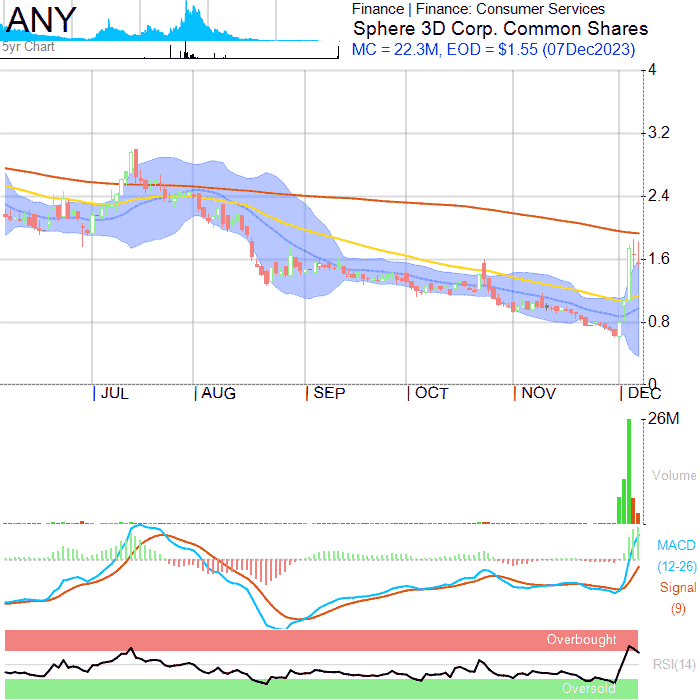 ANY
Finance | Finance: Consumer Services
Sphere 3D Corp. Common Shares
5yr Chart
MC = 22.3M, EOD = $1.55 (07Dec2023)
4
3.2
2.4
1.6
0.8
0
JUL AUG SEP OCT NOV DEC
26M
Volume
MACD
(12-26)
Signal
(9)
Overbought
RSI(14)
Oversold